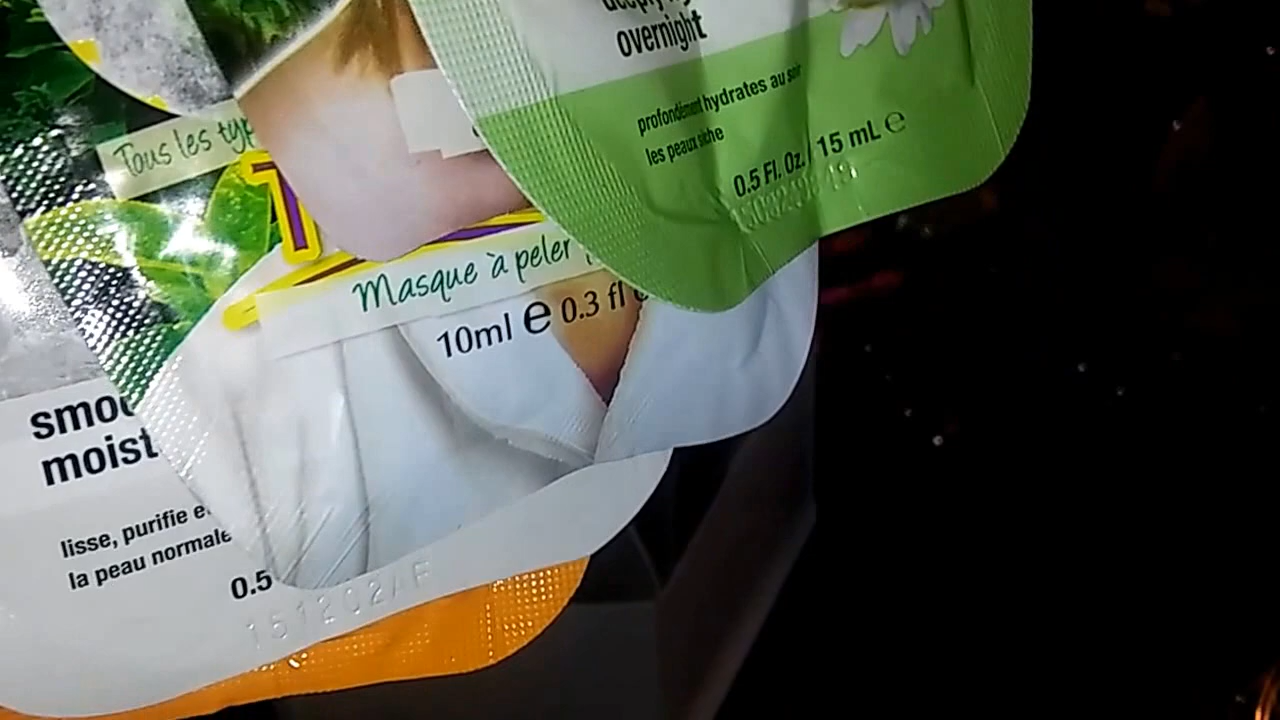 overnight
profondément hydrates au soir
les peaux sèche
0.5 Fl. Oz. / 15 mL e
Tous les typ
Masque à peler
10ml e 0.3 fl
smoo
moist
lisse, purifie e
la peau normale
0.5
151202/F